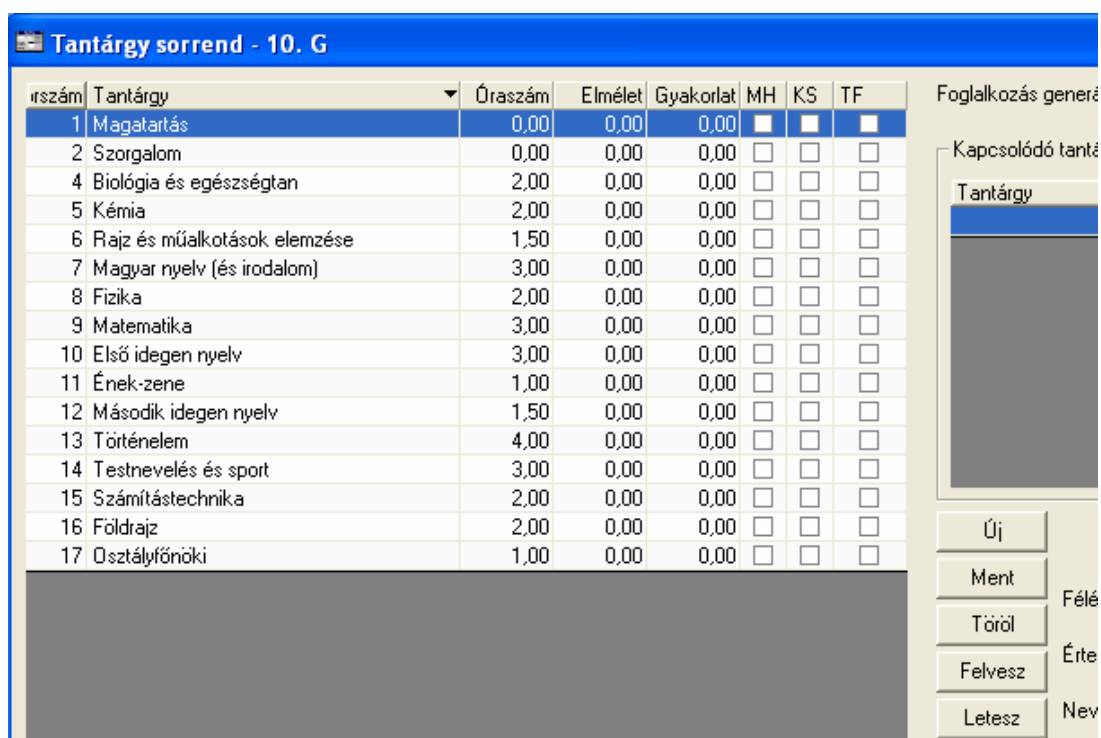 Tantárgy sorrend - 10. G
rszám Tantárgy Óraszám Elmélet Gyakorlat MH KS TF
1 Magatartás 0,00 0,00 0,00
2 Szorgalom 0,00 0,00 0,00
4 Biológia és egészségtan 2,00 0,00 0,00
5 Kémia 2,00 0,00 0,00
6 Rajz és műalkotások elemzése 1,50 0,00 0,00
7 Magyar nyelv (és irodalom) 3,00 0,00 0,00
8 Fizika 2,00 0,00 0,00
9 Matematika 3,00 0,00 0,00
10 Első idegen nyelv 3,00 0,00 0,00
11 Ének-zene 1,00 0,00 0,00
12 Második idegen nyelv 1,50 0,00 0,00
13 Történelem 4,00 0,00 0,00
14 Testnevelés és sport 3,00 0,00 0,00
15 Számítástechnika 2,00 0,00 0,00
16 Földrajz 2,00 0,00 0,00
17 Osztályfőnöki 1,00 0,00 0,00
Foglalkozás generá
Kapcsolódó tantá
Tantárgy
Új
Ment
Félé
Töröl
Érte
Felvesz
Nev
Letesz